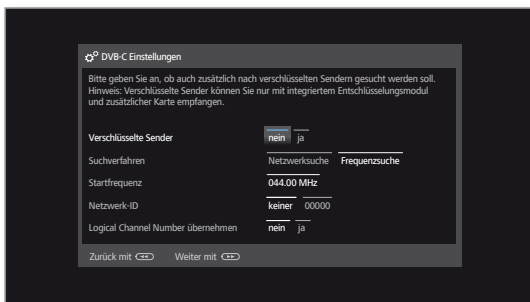 DVB-C Einstellungen
Bitte geben Sie an, ob auch zusätzlich nach verschlüsselten Sendern gesucht werden soll.
Hinweis: Verschlüsselte Sender können Sie nur mit integriertem Entschlüsselungsmodul
und zusätzlicher Karte empfangen.
Verschlüsselte Sender nein ja
Suchverfahren Netzwerksuche Frequenzsuche
Startfrequenz 044.00 MHz
Netzwerk-ID keiner 00000
Logical Channel Number übernehmen nein ja
Zurück mit Weiter mit